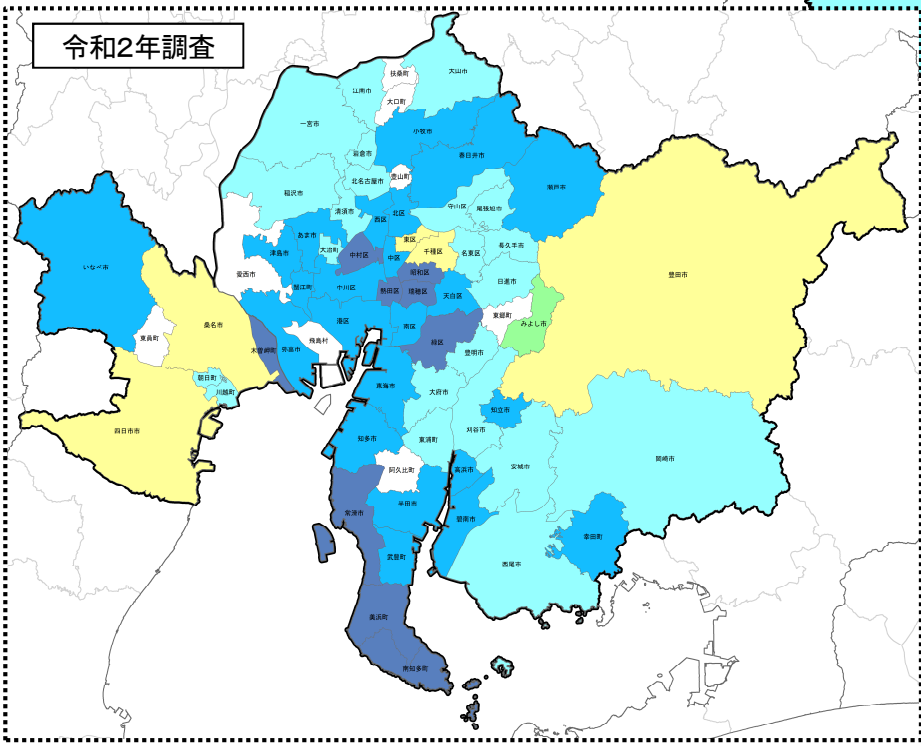 令和2年調査
扶桑町
犬山市
江南市
大口町
一宮市
小牧市
岩倉市
春日井市
豊山町
北名古屋市
瀬戸市
稲沢市
守山区
尾張旭市
清須市
北区
西区
あま市
東区
長久手市
津島市
大治町
中村区
中区
千種区
名東区
いなべ市
愛西市
昭和区
豊田市
日進市
蟹江町
中川区
熱田区
瑞穂区
天白区
東郷町
港区
みよし市
桑名市
南区
東員町
飛島村
緑区
木曽岬町
弥富市
豊明市
朝日町
川越町
東海市
大府市
知立市
四日市市
知多市
東浦町
刈谷市
岡崎市
阿久比町
高浜市
安城市
半田市
常滑市
碧南市
幸田町
武豊町
西尾市
美浜町
南知多町